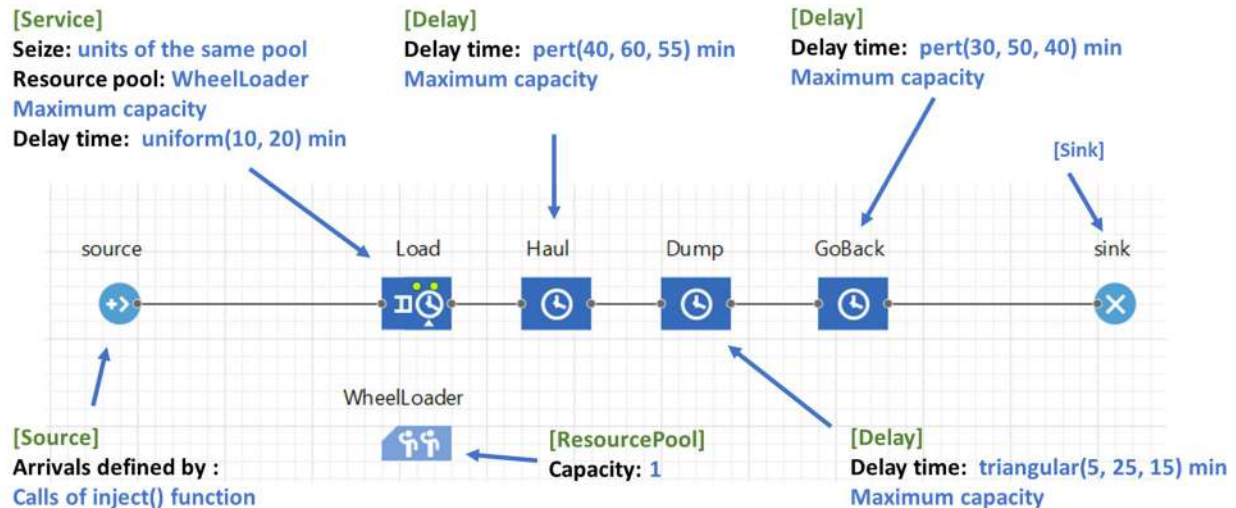 [Service]
Seize: units of the same pool
Resource pool: WheelLoader
Maximum capacity
Delay time: uniform(10, 20) min
[Delay]
Delay time: pert(40, 60, 55) min
Maximum capacity
[Delay]
Delay time: pert(30, 50, 40) min
Maximum capacity
[Sink]
source
Load
Haul
Dump
GoBack
sink
WheelLoader
[Source]
Arrivals defined by :
Calls of inject() function
[ResourcePool]
Capacity: 1
[Delay]
Delay time: triangular(5, 25, 15) min
Maximum capacity